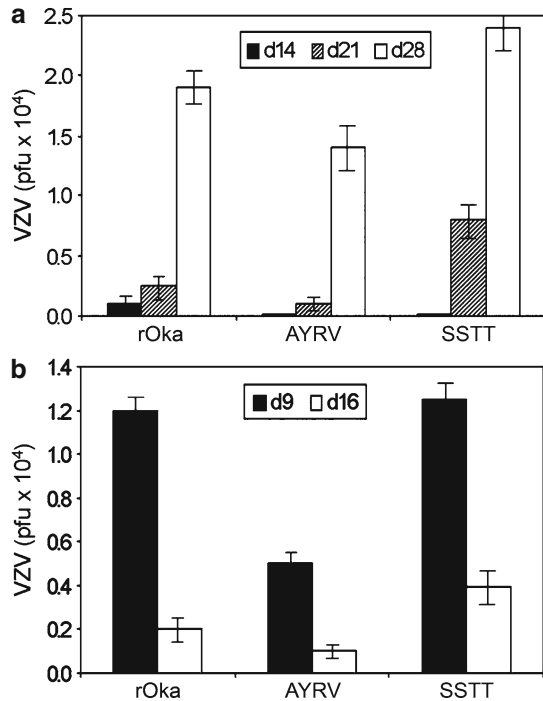 a
d14 d21 d28
VZV (pfu x 10⁴)
2.5
2.0
1.5
1.0
0.5
0.0
rOka AYRV SSTT
b
d9 d16
VZV (pfu x 10⁴)
1.4
1.2
1.0
0.8
0.6
0.4
0.2
0.0
rOka AYRV SSTT